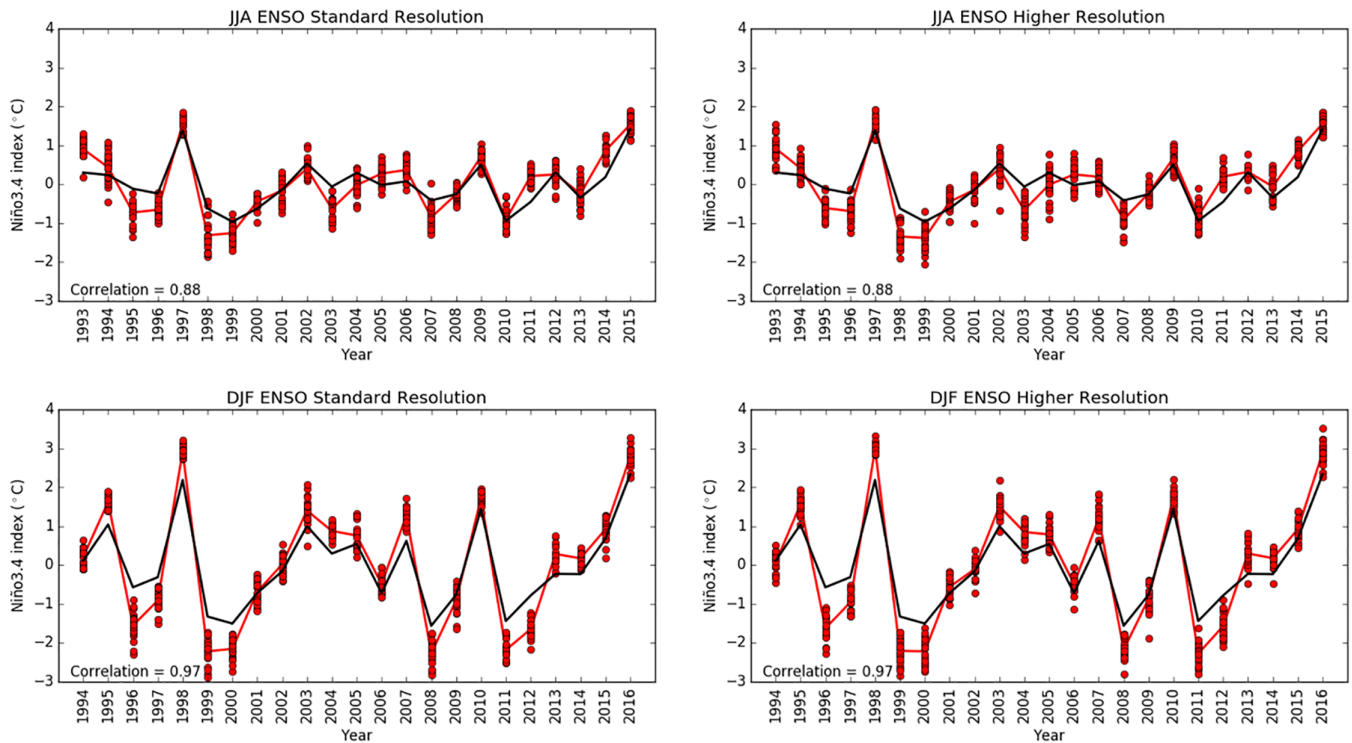 JJA ENSO Standard Resolution
4
3
2
1
0
−1
−2
−3
Niño3.4 index (°C)
Correlation = 0.88
1993 1994 1995 1996 1997 1998 1999 2000 2001 2002 2003 2004 2005 2006 2007 2008 2009 2010 2011 2012 2013 2014 2015
Year
JJA ENSO Higher Resolution
4
3
2
1
0
−1
−2
−3
Niño3.4 index (°C)
Correlation = 0.88
1993 1994 1995 1996 1997 1998 1999 2000 2001 2002 2003 2004 2005 2006 2007 2008 2009 2010 2011 2012 2013 2014 2015
Year
DJF ENSO Standard Resolution
4
3
2
1
0
−1
−2
−3
Niño3.4 index (°C)
Correlation = 0.97
1994 1995 1996 1997 1998 1999 2000 2001 2002 2003 2004 2005 2006 2007 2008 2009 2010 2011 2012 2013 2014 2015 2016
Year
DJF ENSO Higher Resolution
4
3
2
1
0
−1
−2
−3
Niño3.4 index (°C)
Correlation = 0.97
1994 1995 1996 1997 1998 1999 2000 2001 2002 2003 2004 2005 2006 2007 2008 2009 2010 2011 2012 2013 2014 2015 2016
Year